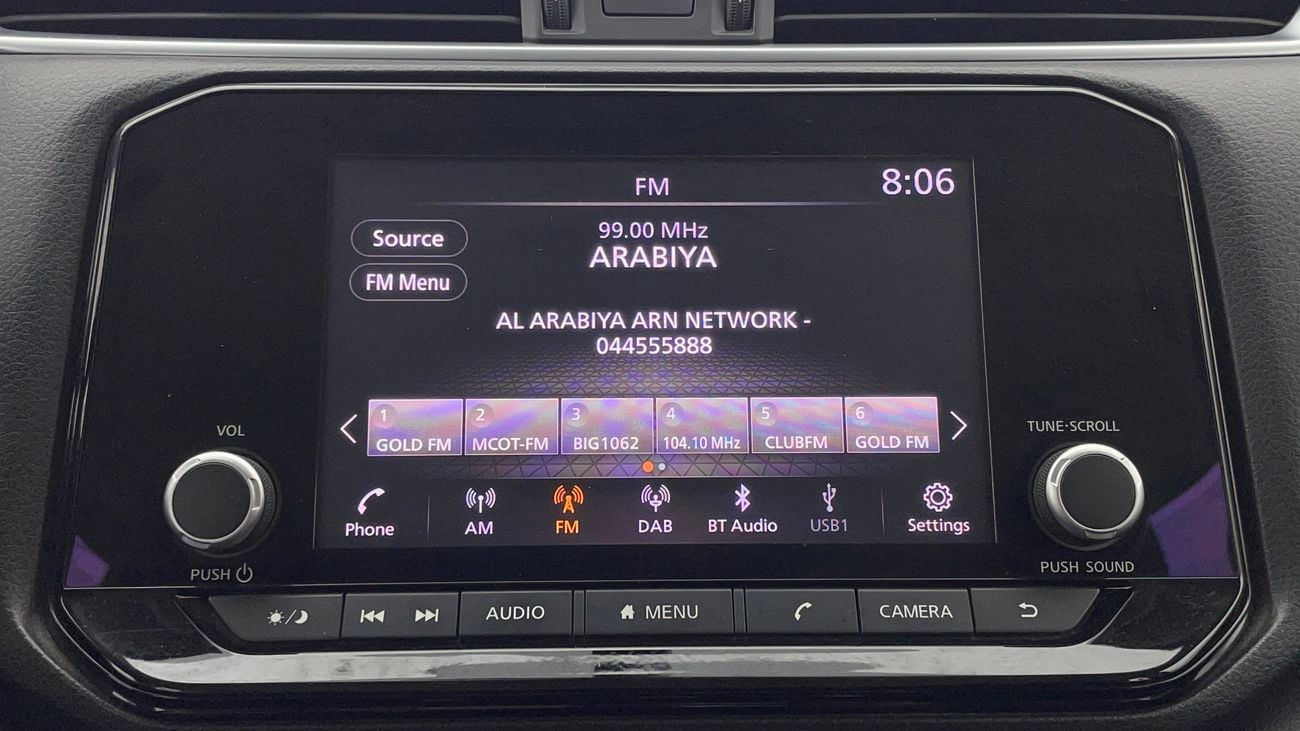 FM
8:06
Source
99.00 MHz
ARABIYA
FM Menu
AL ARABIYA ARN NETWORK -
044555888
1
GOLD FM
2
MCOT-FM
3
BIG1062
4
104.10 MHz
5
CLUBFM
6
GOLD FM
VOL
TUNE·SCROLL
Phone
AM
FM
DAB
BT Audio
USB1
Settings
PUSH
PUSH SOUND
AUDIO
MENU
CAMERA